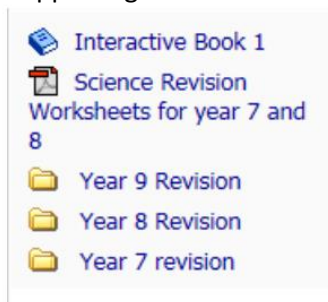 Interactive Book 1
Science Revision
Worksheets for year 7 and
8
Year 9 Revision
Year 8 Revision
Year 7 revision